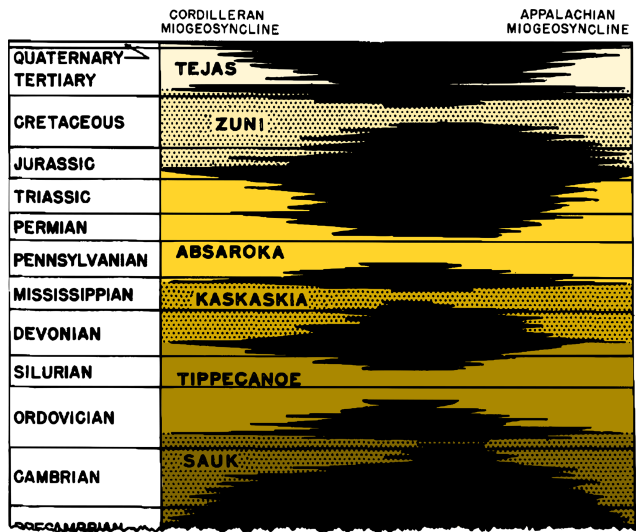 CORDILLERAN
MIOGEOSYNCLINE
APPALACHIAN
MIOGEOSYNCLINE
QUATERNARY
TERTIARY
TEJAS
CRETACEOUS
ZUNI
JURASSIC
TRIASSIC
PERMIAN
PENNSYLVANIAN
ABSAROKA
MISSISSIPPIAN
KASKASKIA
DEVONIAN
SILURIAN
TIPPECANOE
ORDOVICIAN
CAMBRIAN
SAUK
PRECAMBRIAN